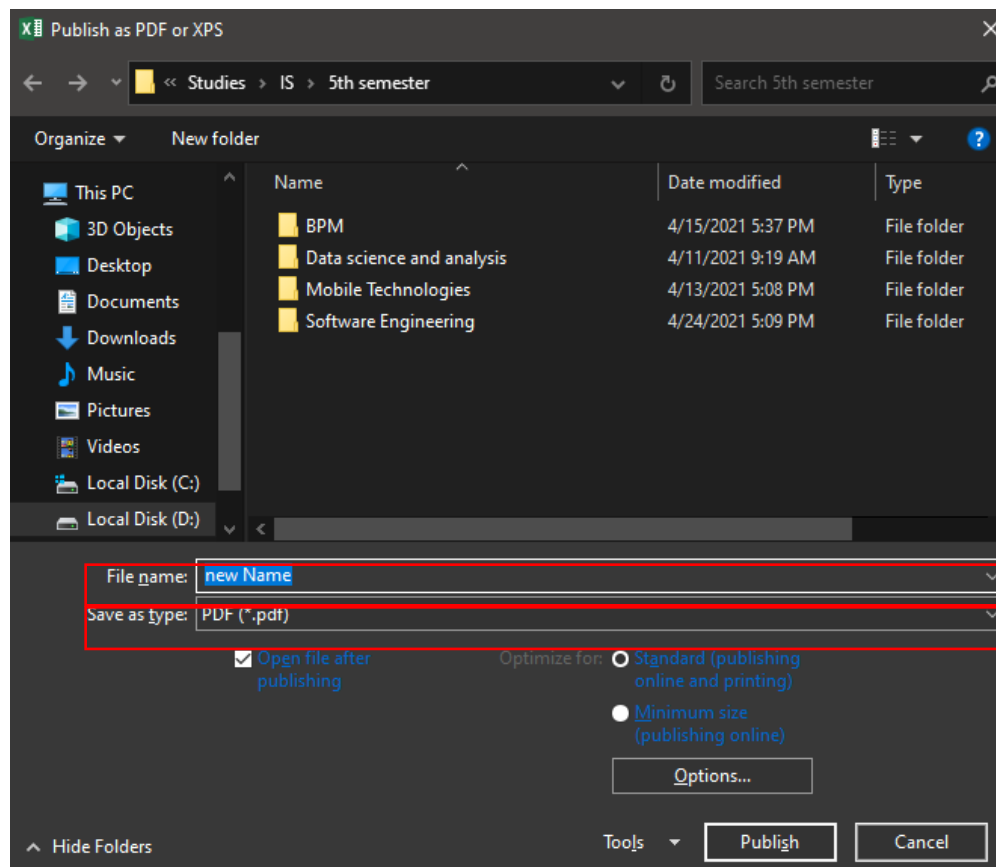 Publish as PDF or XPS
« Studies > IS > 5th semester
Search 5th semester
Organize
New folder
?
Name
Date modified
Type
This PC
3D Objects
Desktop
Documents
Downloads
Music
Pictures
Videos
Local Disk (C:)
Local Disk (D:)
BPM 4/15/2021 5:37 PM File folder
Data science and analysis 4/11/2021 9:19 AM File folder
Mobile Technologies 4/13/2021 5:08 PM File folder
Software Engineering 4/24/2021 5:09 PM File folder
File name: new Name
Save as type: PDF (*.pdf)
Open file after
publishing
Optimize for:
Standard (publishing
online and printing)
Minimum size
(publishing online)
Options...
Hide Folders
Tools
Publish
Cancel